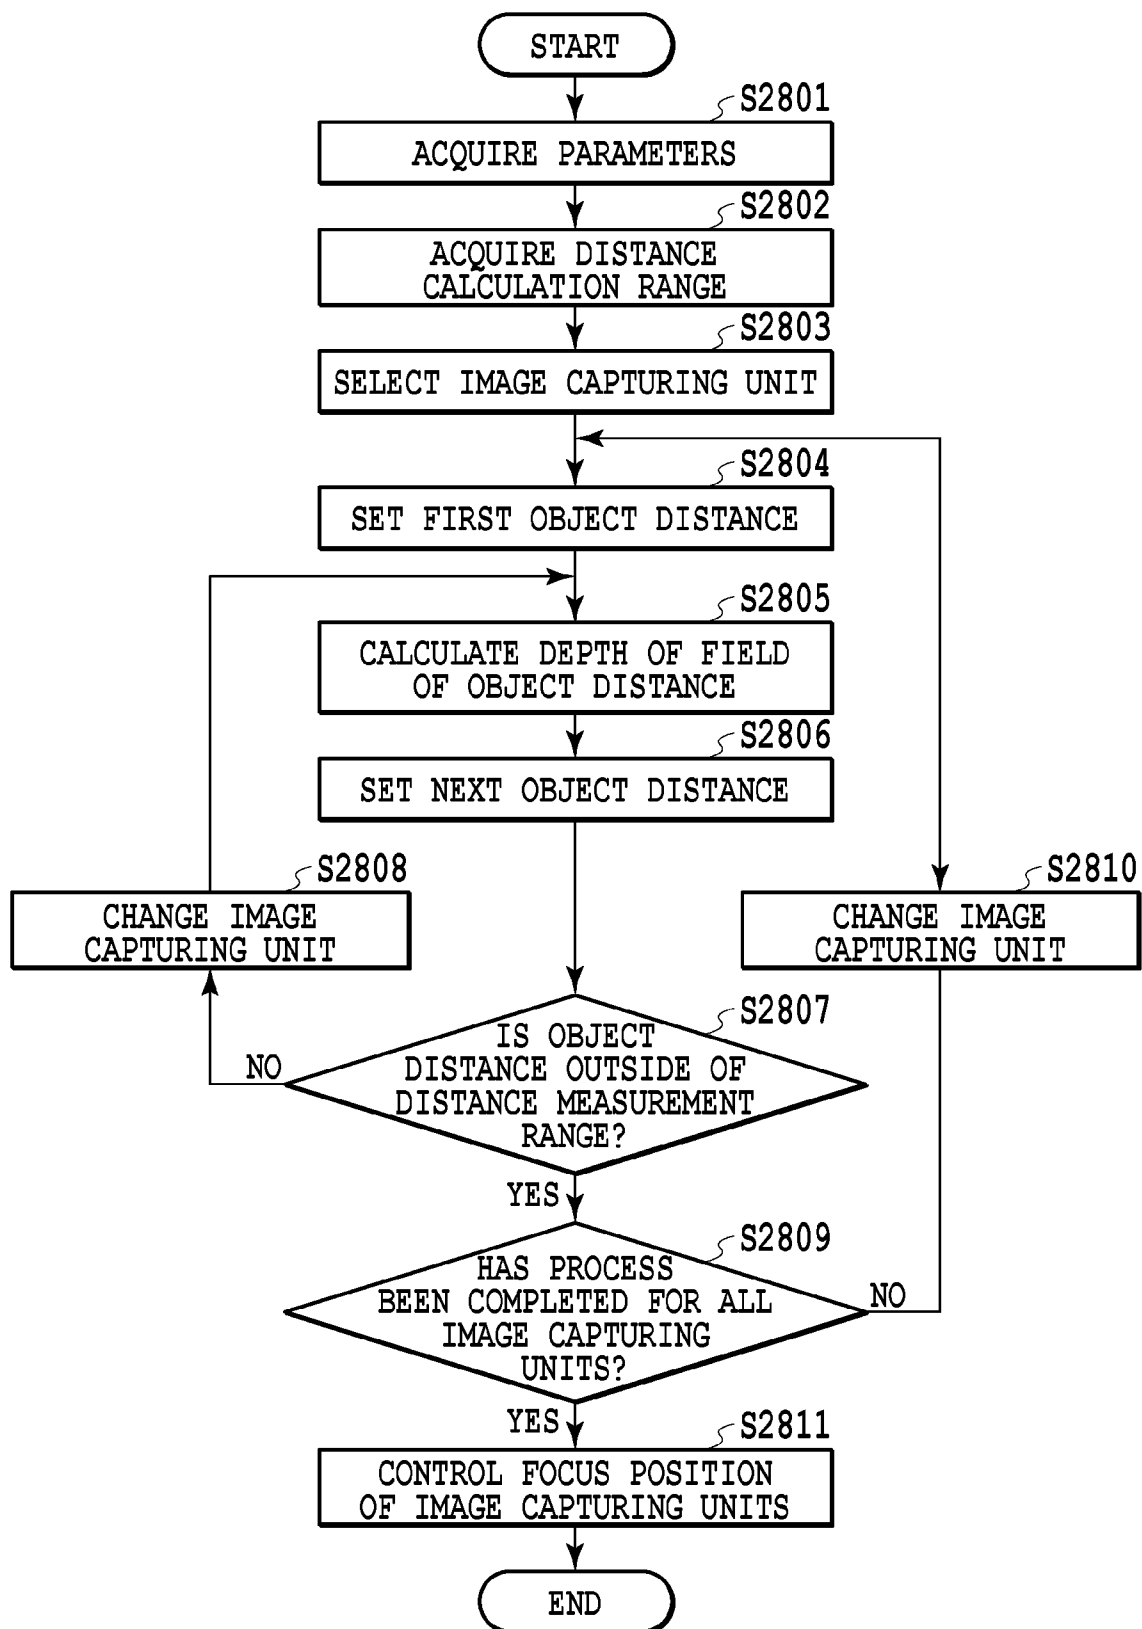 START
S2801
ACQUIRE PARAMETERS
S2802
ACQUIRE DISTANCE
CALCULATION RANGE
S2803
SELECT IMAGE CAPTURING UNIT
S2804
SET FIRST OBJECT DISTANCE
S2805
CALCULATE DEPTH OF FIELD
OF OBJECT DISTANCE
S2806
SET NEXT OBJECT DISTANCE
S2808
CHANGE IMAGE
CAPTURING UNIT
S2810
CHANGE IMAGE
CAPTURING UNIT
S2807
IS OBJECT
DISTANCE OUTSIDE OF
DISTANCE MEASUREMENT
RANGE?
NO
YES
S2809
HAS PROCESS
BEEN COMPLETED FOR ALL
IMAGE CAPTURING
UNITS?
NO
YES
S2811
CONTROL FOCUS POSITION
OF IMAGE CAPTURING UNITS
END